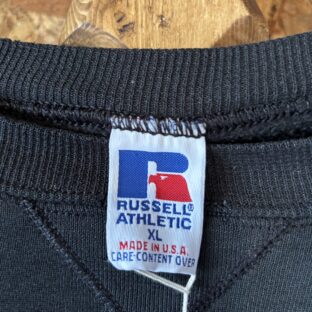 RUSSELL®
ATHLETIC
XL
MADE IN U.S.A.
CARE·CONTENT OVER